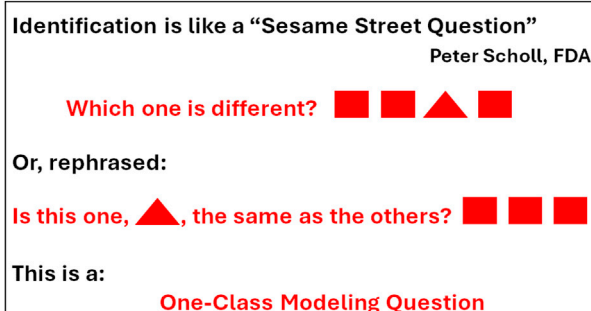 Identification is like a “Sesame Street Question”
Peter Scholl, FDA
Which one is different?
Or, rephrased:
Is this one, , the same as the others?
This is a:
One-Class Modeling Question